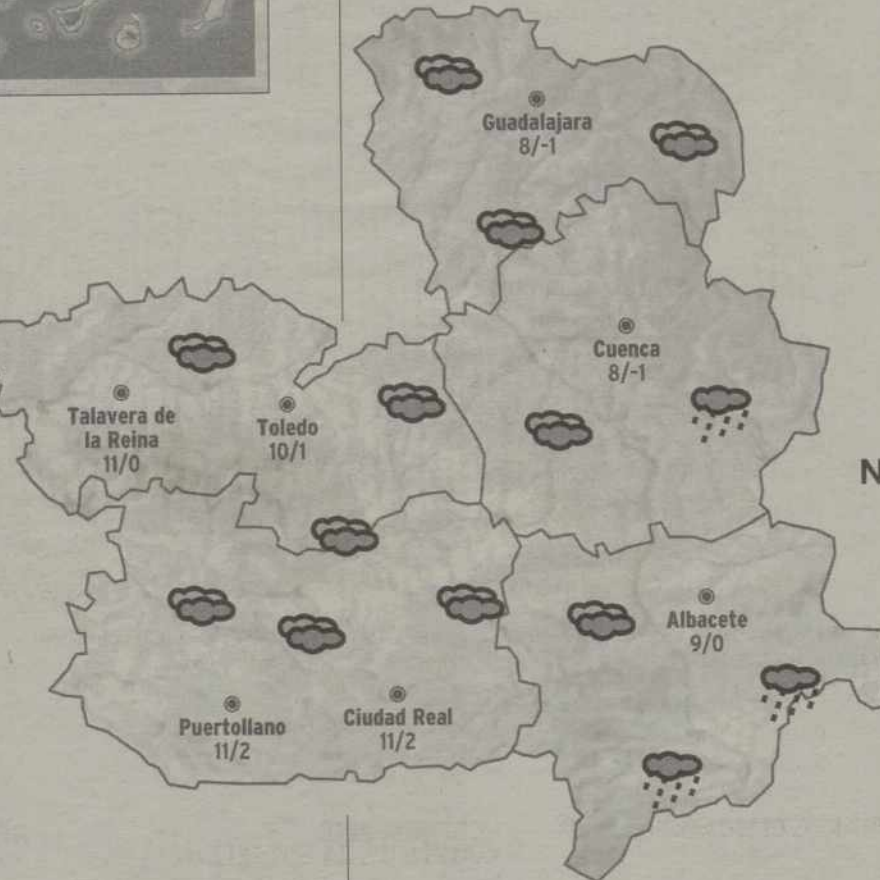 Guadalajara
8/-1
Cuenca
8/-1
Talavera de
la Reina
11/0
Toledo
10/1
N
Albacete
9/0
Puertollano
11/2
Ciudad Real
11/2